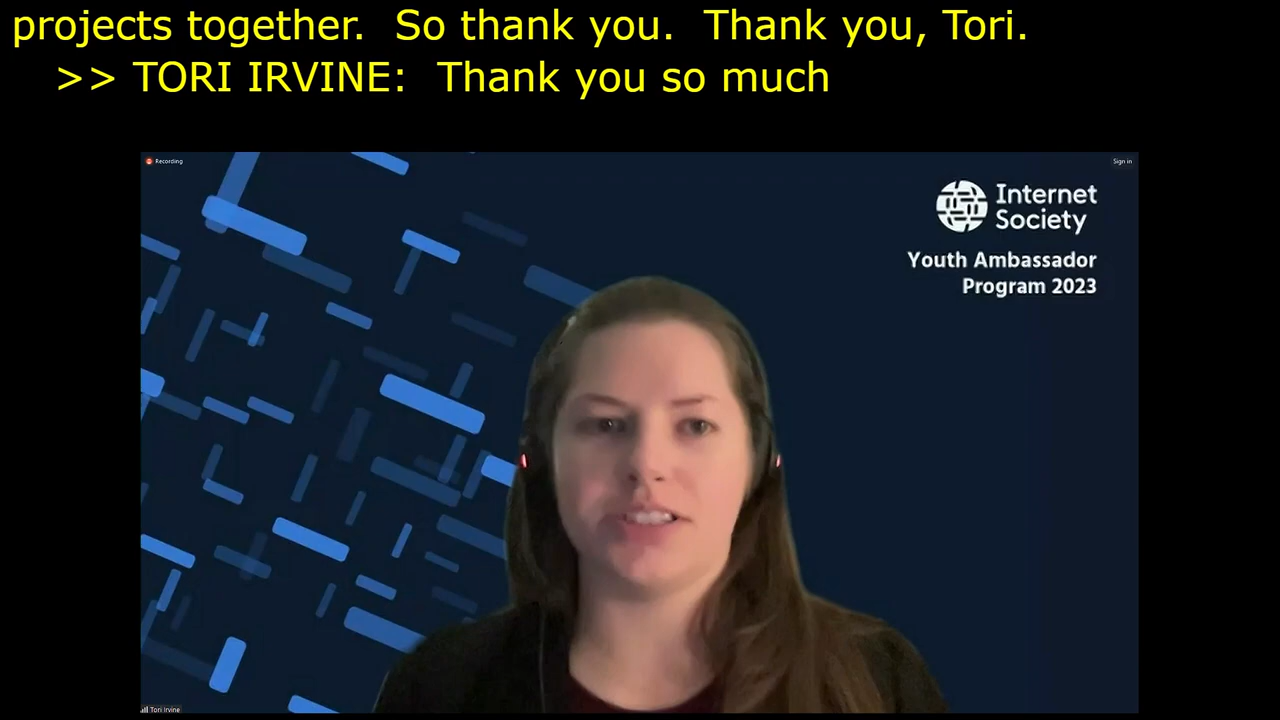 projects together.  So thank you.  Thank you, Tori.
>> TORI IRVINE:  Thank you so much
Recording
Sign in
Internet
Society
Youth Ambassador
Program 2023
Tori Irvine